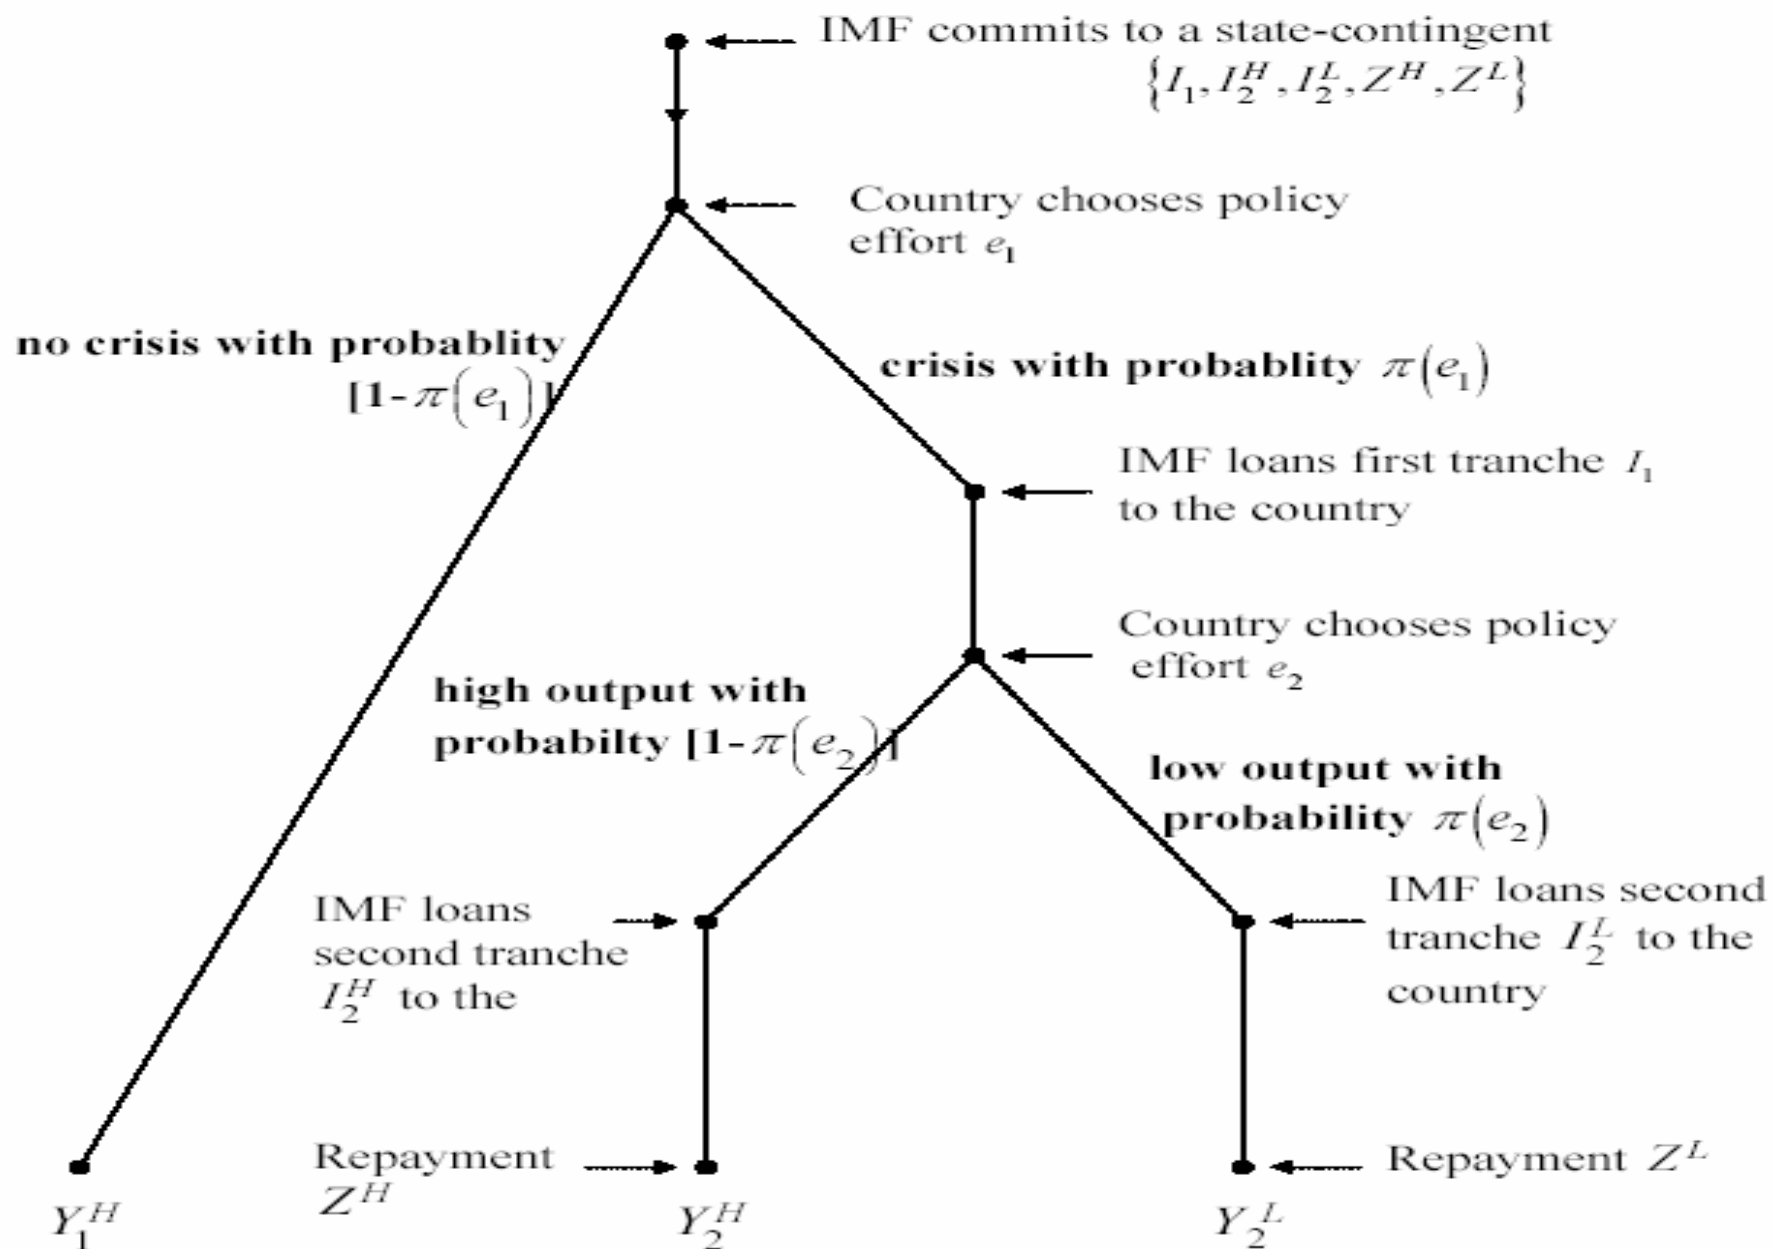 IMF commits to a state-contingent
{I₁, I₂ᴴ, I₂ᴸ, Zᴴ, Zᴸ}
Country chooses policy
effort e₁
no crisis with probablity
[1-π(e₁)]
crisis with probablity π(e₁)
IMF loans first tranche I₁
to the country
Country chooses policy
effort e₂
high output with
probabilty [1-π(e₂)]
low output with
probability π(e₂)
IMF loans
second tranche
I₂ᴴ to the
IMF loans second
tranche I₂ᴸ to the
country
Repayment
Zᴴ
Repayment Zᴸ
Y₁ᴴ
Y₂ᴴ
Y₂ᴸ